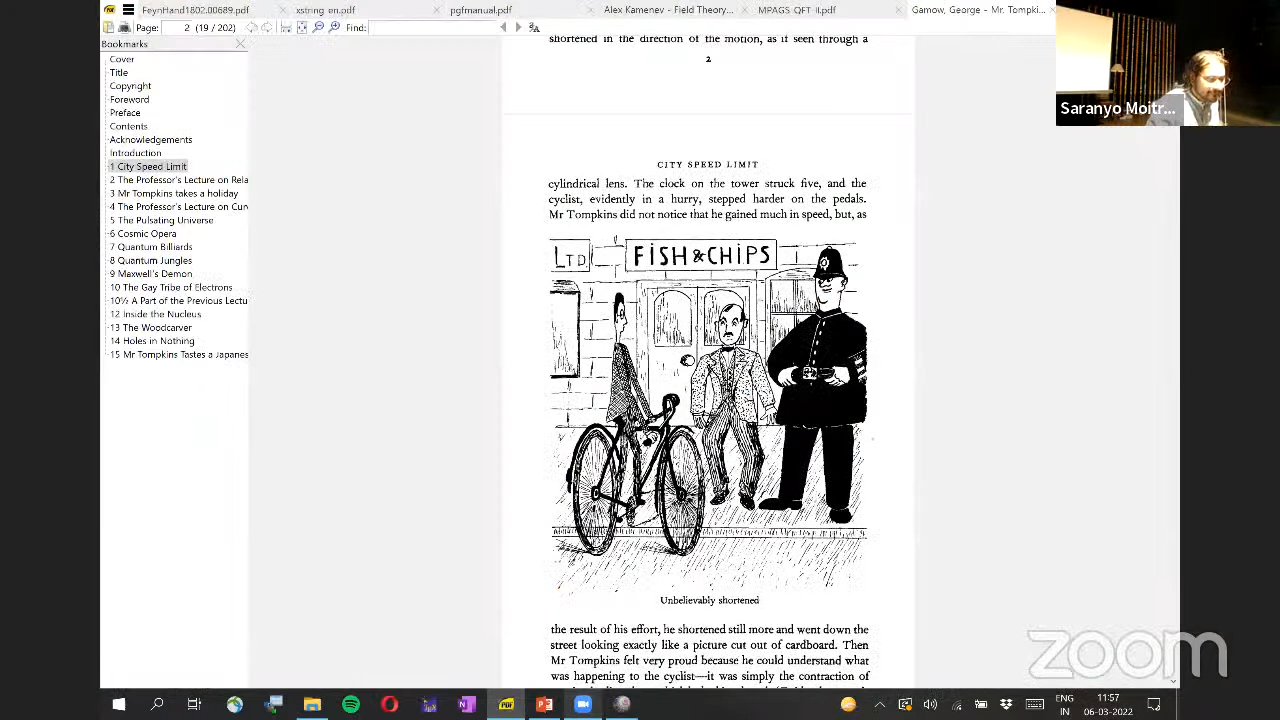 FeynHand1802.00689.pdf
xstring_en.pdf
pgfmanual.pdf
Alex Kamenev - Field Theory...
MPAGS_QFT-ii.pdf
Gamow, George - Mr. Tompki...
Page: 2 (19 / 202) Find:
Bookmarks
Cover
Title
Copyright
Foreword
Preface
Contents
Acknowledgements
Introduction
1 City Speed Limit
2 The Professor's Lecture on Rela
3 Mr Tompkins takes a holiday
4 The Professor's Lecture on Cur
5 The Pulsating Universe
6 Cosmic Opera
7 Quantum Billiards
8 Quantum Jungles
9 Maxwell's Demon
10 The Gay Tribe of Electrons
10½ A Part of the Previous Lectu
12 Inside the Nucleus
13 The Woodcarver
14 Holes in Nothing
15 Mr Tompkins Tastes a Japanes
shortened in the direction of the motion, as if seen through a
2
CITY SPEED LIMIT
cylindrical lens. The clock on the tower struck five, and the
cyclist, evidently in a hurry, stepped harder on the pedals.
Mr Tompkins did not notice that he gained much in speed, but, as
LTD
FISH & CHIPS
Unbelievably shortened
the result of his effort, he shortened still more and went down the
street looking exactly like a picture cut out of cardboard. Then
Mr Tompkins felt very proud because he could understand what
was happening to the cyclist—it was simply the contraction of
Saranyo Moitr...
zoom
ENG
IN
11:57
06-03-2022